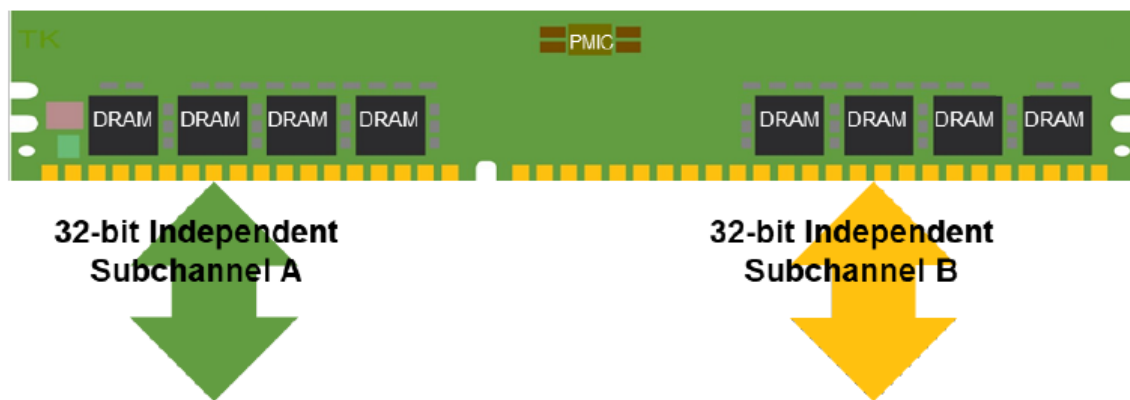 TK
PMIC
DRAM DRAM DRAM DRAM DRAM DRAM DRAM DRAM
32-bit Independent
Subchannel A
32-bit Independent
Subchannel B